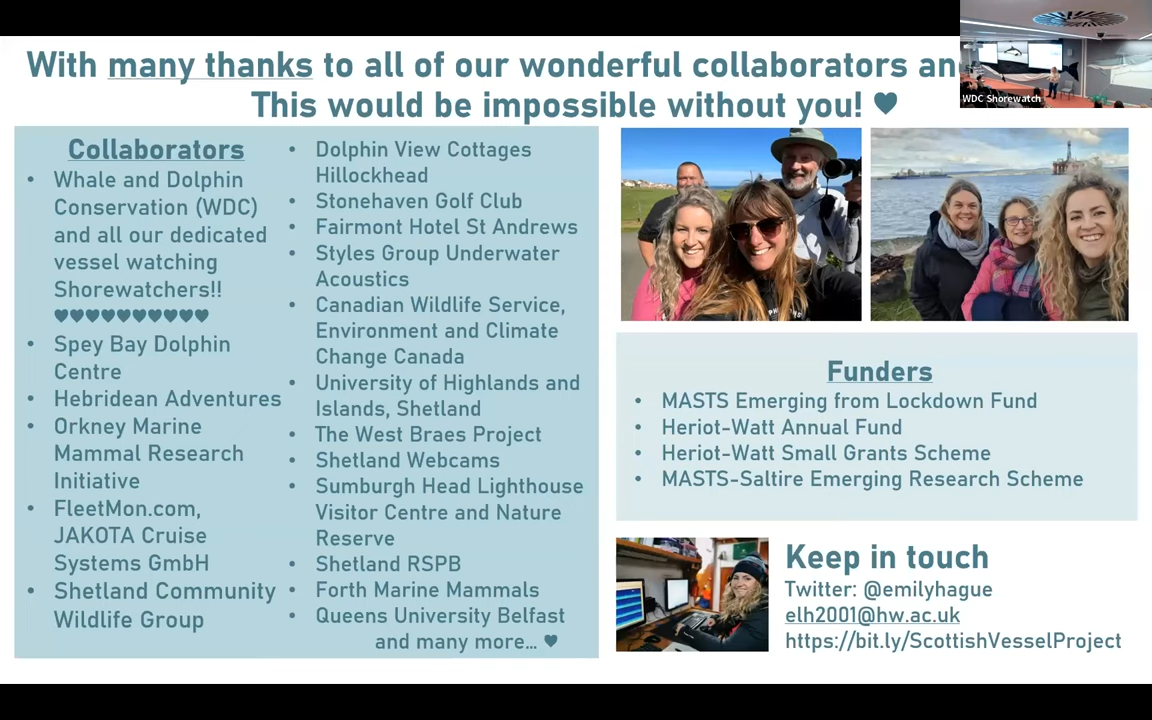 With many thanks to all of our wonderful collaborators an
This would be impossible without you! ♥
WDC Shorewatch
Collaborators
• Whale and Dolphin
Conservation (WDC)
and all our dedicated
vessel watching
Shorewatchers!!
♥♥♥♥♥♥♥♥♥♥
• Spey Bay Dolphin
Centre
• Hebridean Adventures
• Orkney Marine
Mammal Research
Initiative
• FleetMon.com,
JAKOTA Cruise
Systems GmbH
• Shetland Community
Wildlife Group
• Dolphin View Cottages
Hillockhead
• Stonehaven Golf Club
• Fairmont Hotel St Andrews
• Styles Group Underwater
Acoustics
• Canadian Wildlife Service,
Environment and Climate
Change Canada
• University of Highlands and
Islands, Shetland
• The West Braes Project
• Shetland Webcams
• Sumburgh Head Lighthouse
Visitor Centre and Nature
Reserve
• Shetland RSPB
• Forth Marine Mammals
• Queens University Belfast
and many more... ♥
Funders
• MASTS Emerging from Lockdown Fund
• Heriot-Watt Annual Fund
• Heriot-Watt Small Grants Scheme
• MASTS-Saltire Emerging Research Scheme
Keep in touch
Twitter: @emilyhague
elh2001@hw.ac.uk
https://bit.ly/ScottishVesselProject